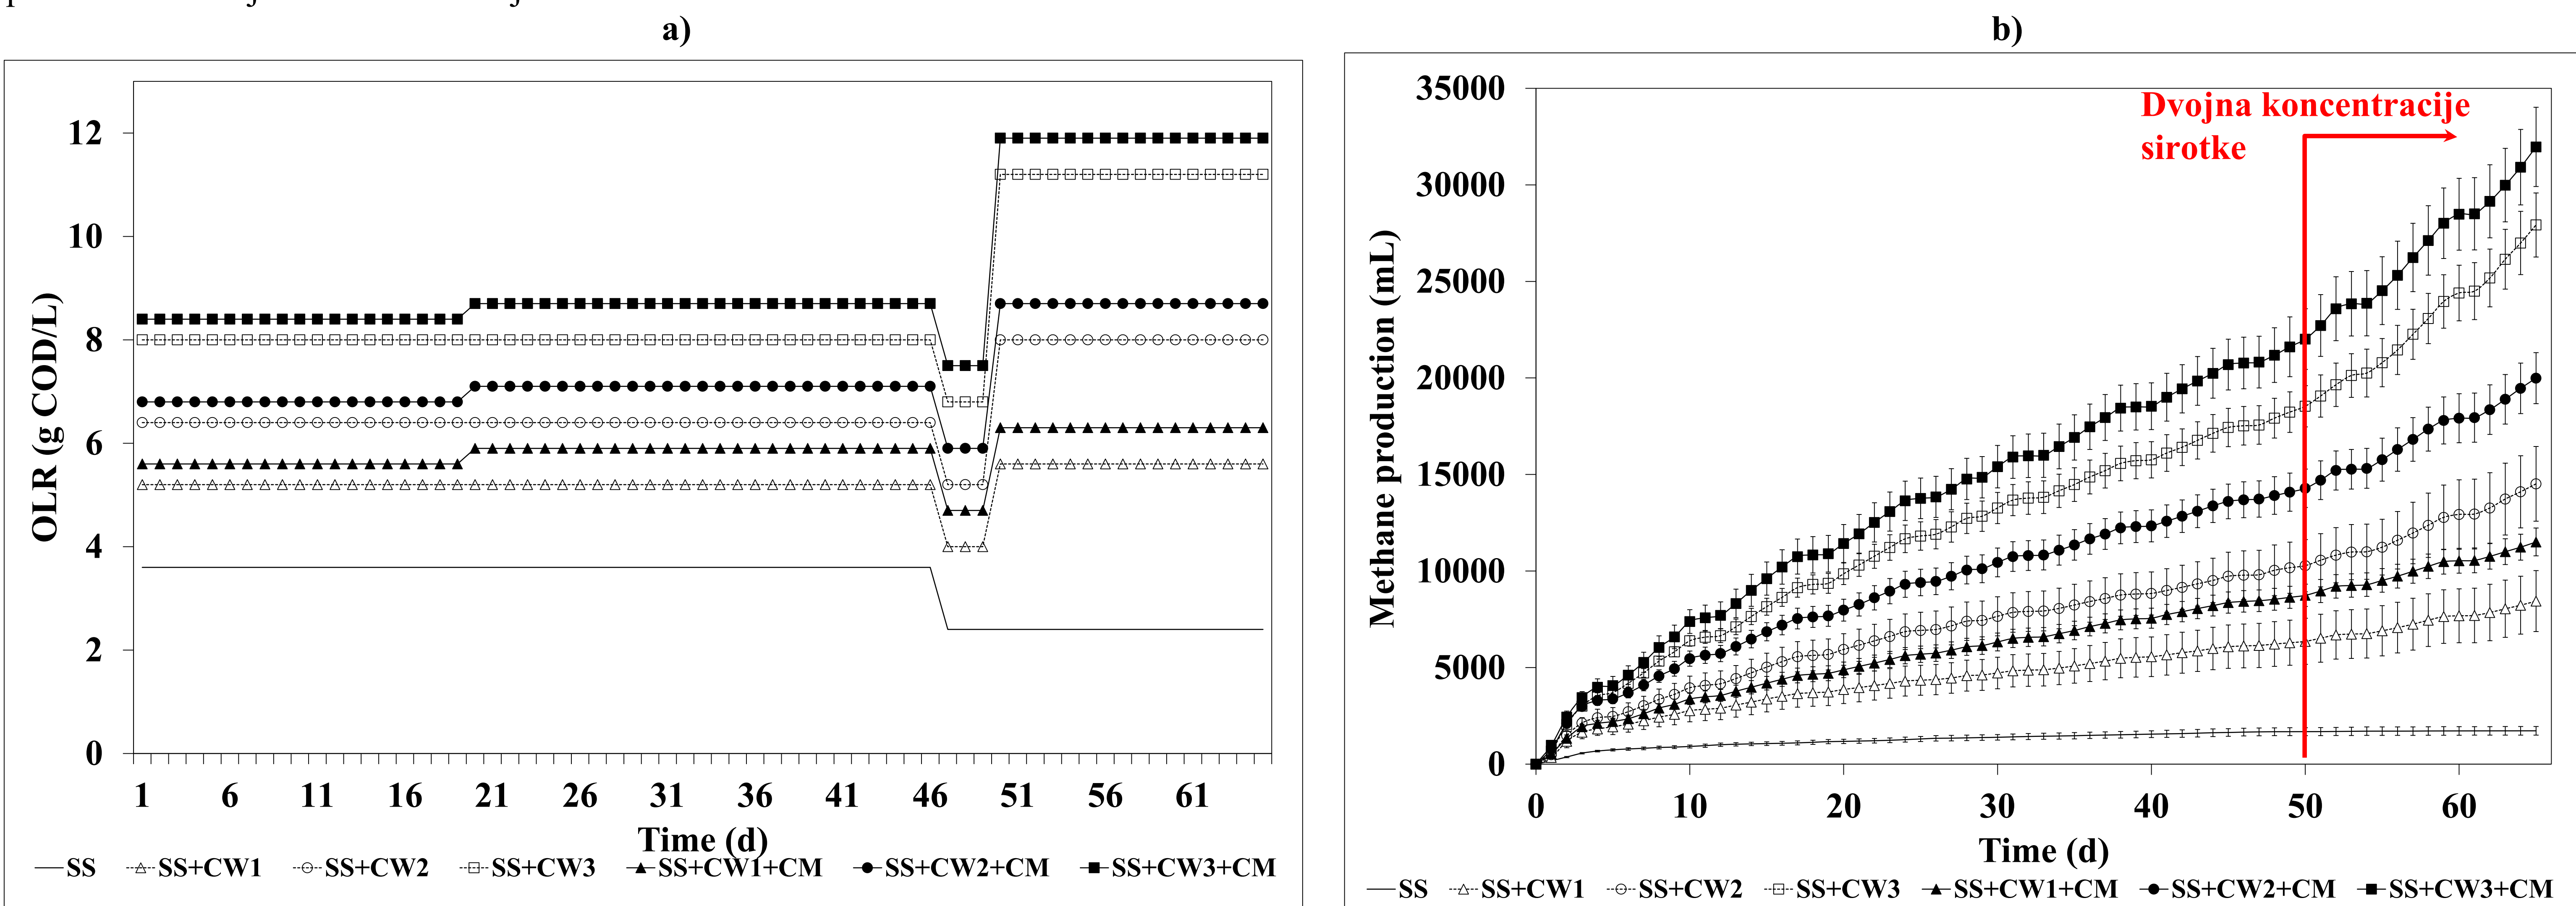 a)
b)
OLR (g COD/L)
12
10
8
6
4
2
0
1 6 11 16 21 26 31 36 41 46 51 56 61
Time (d)
SS SS+CW1 SS+CW2 SS+CW3 SS+CW1+CM SS+CW2+CM SS+CW3+CM
Methane production (mL)
35000
30000
25000
20000
15000
10000
5000
0
Dvojna koncentracije
sirotke
0 10 20 30 40 50 60
Time (d)
SS SS+CW1 SS+CW2 SS+CW3 SS+CW1+CM SS+CW2+CM SS+CW3+CM